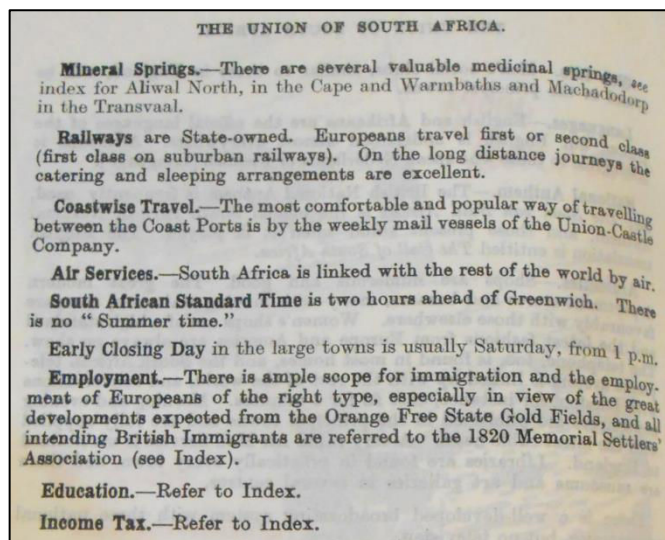 THE UNION OF SOUTH AFRICA.
Mineral Springs.—There are several valuable medicinal springs, see
index for Aliwal North, in the Cape and Warmbaths and Machadodorp
in the Transvaal.
Railways are State-owned. Europeans travel first or second class
(first class on suburban railways). On the long distance journeys the
catering and sleeping arrangements are excellent.
Coastwise Travel.—The most comfortable and popular way of travelling
between the Coast Ports is by the weekly mail vessels of the Union-Castle
Company.
Air Services.—South Africa is linked with the rest of the world by air.
South African Standard Time is two hours ahead of Greenwich. There
is no “ Summer time.”
Early Closing Day in the large towns is usually Saturday, from 1 p.m.
Employment.—There is ample scope for immigration and the employ-
ment of Europeans of the right type, especially in view of the great
developments expected from the Orange Free State Gold Fields, and all
intending British Immigrants are referred to the 1820 Memorial Settlers’
Association (see Index).
Education.—Refer to Index.
Income Tax.—Refer to Index.